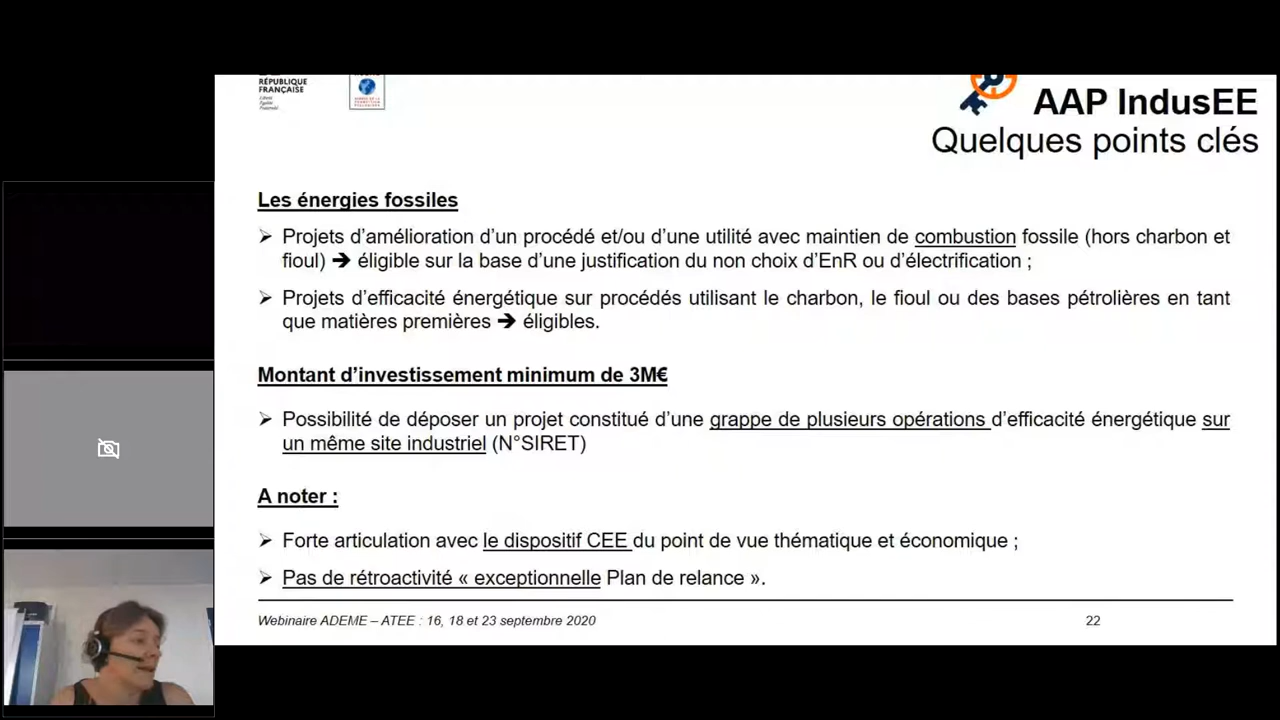 RÉPUBLIQUE
FRANÇAISE
Liberté
Égalité
Fraternité
AAP IndusEE
Quelques points clés
Les énergies fossiles
➢ Projets d’amélioration d’un procédé et/ou d’une utilité avec maintien de combustion fossile (hors charbon et
fioul) ➔ éligible sur la base d’une justification du non choix d’EnR ou d’électrification ;
➢ Projets d’efficacité énergétique sur procédés utilisant le charbon, le fioul ou des bases pétrolières en tant
que matières premières ➔ éligibles.
Montant d’investissement minimum de 3M€
➢ Possibilité de déposer un projet constitué d’une grappe de plusieurs opérations d’efficacité énergétique sur
un même site industriel (N°SIRET)
A noter :
➢ Forte articulation avec le dispositif CEE du point de vue thématique et économique ;
➢ Pas de rétroactivité « exceptionnelle Plan de relance ».
Webinaire ADEME – ATEE : 16, 18 et 23 septembre 2020
22